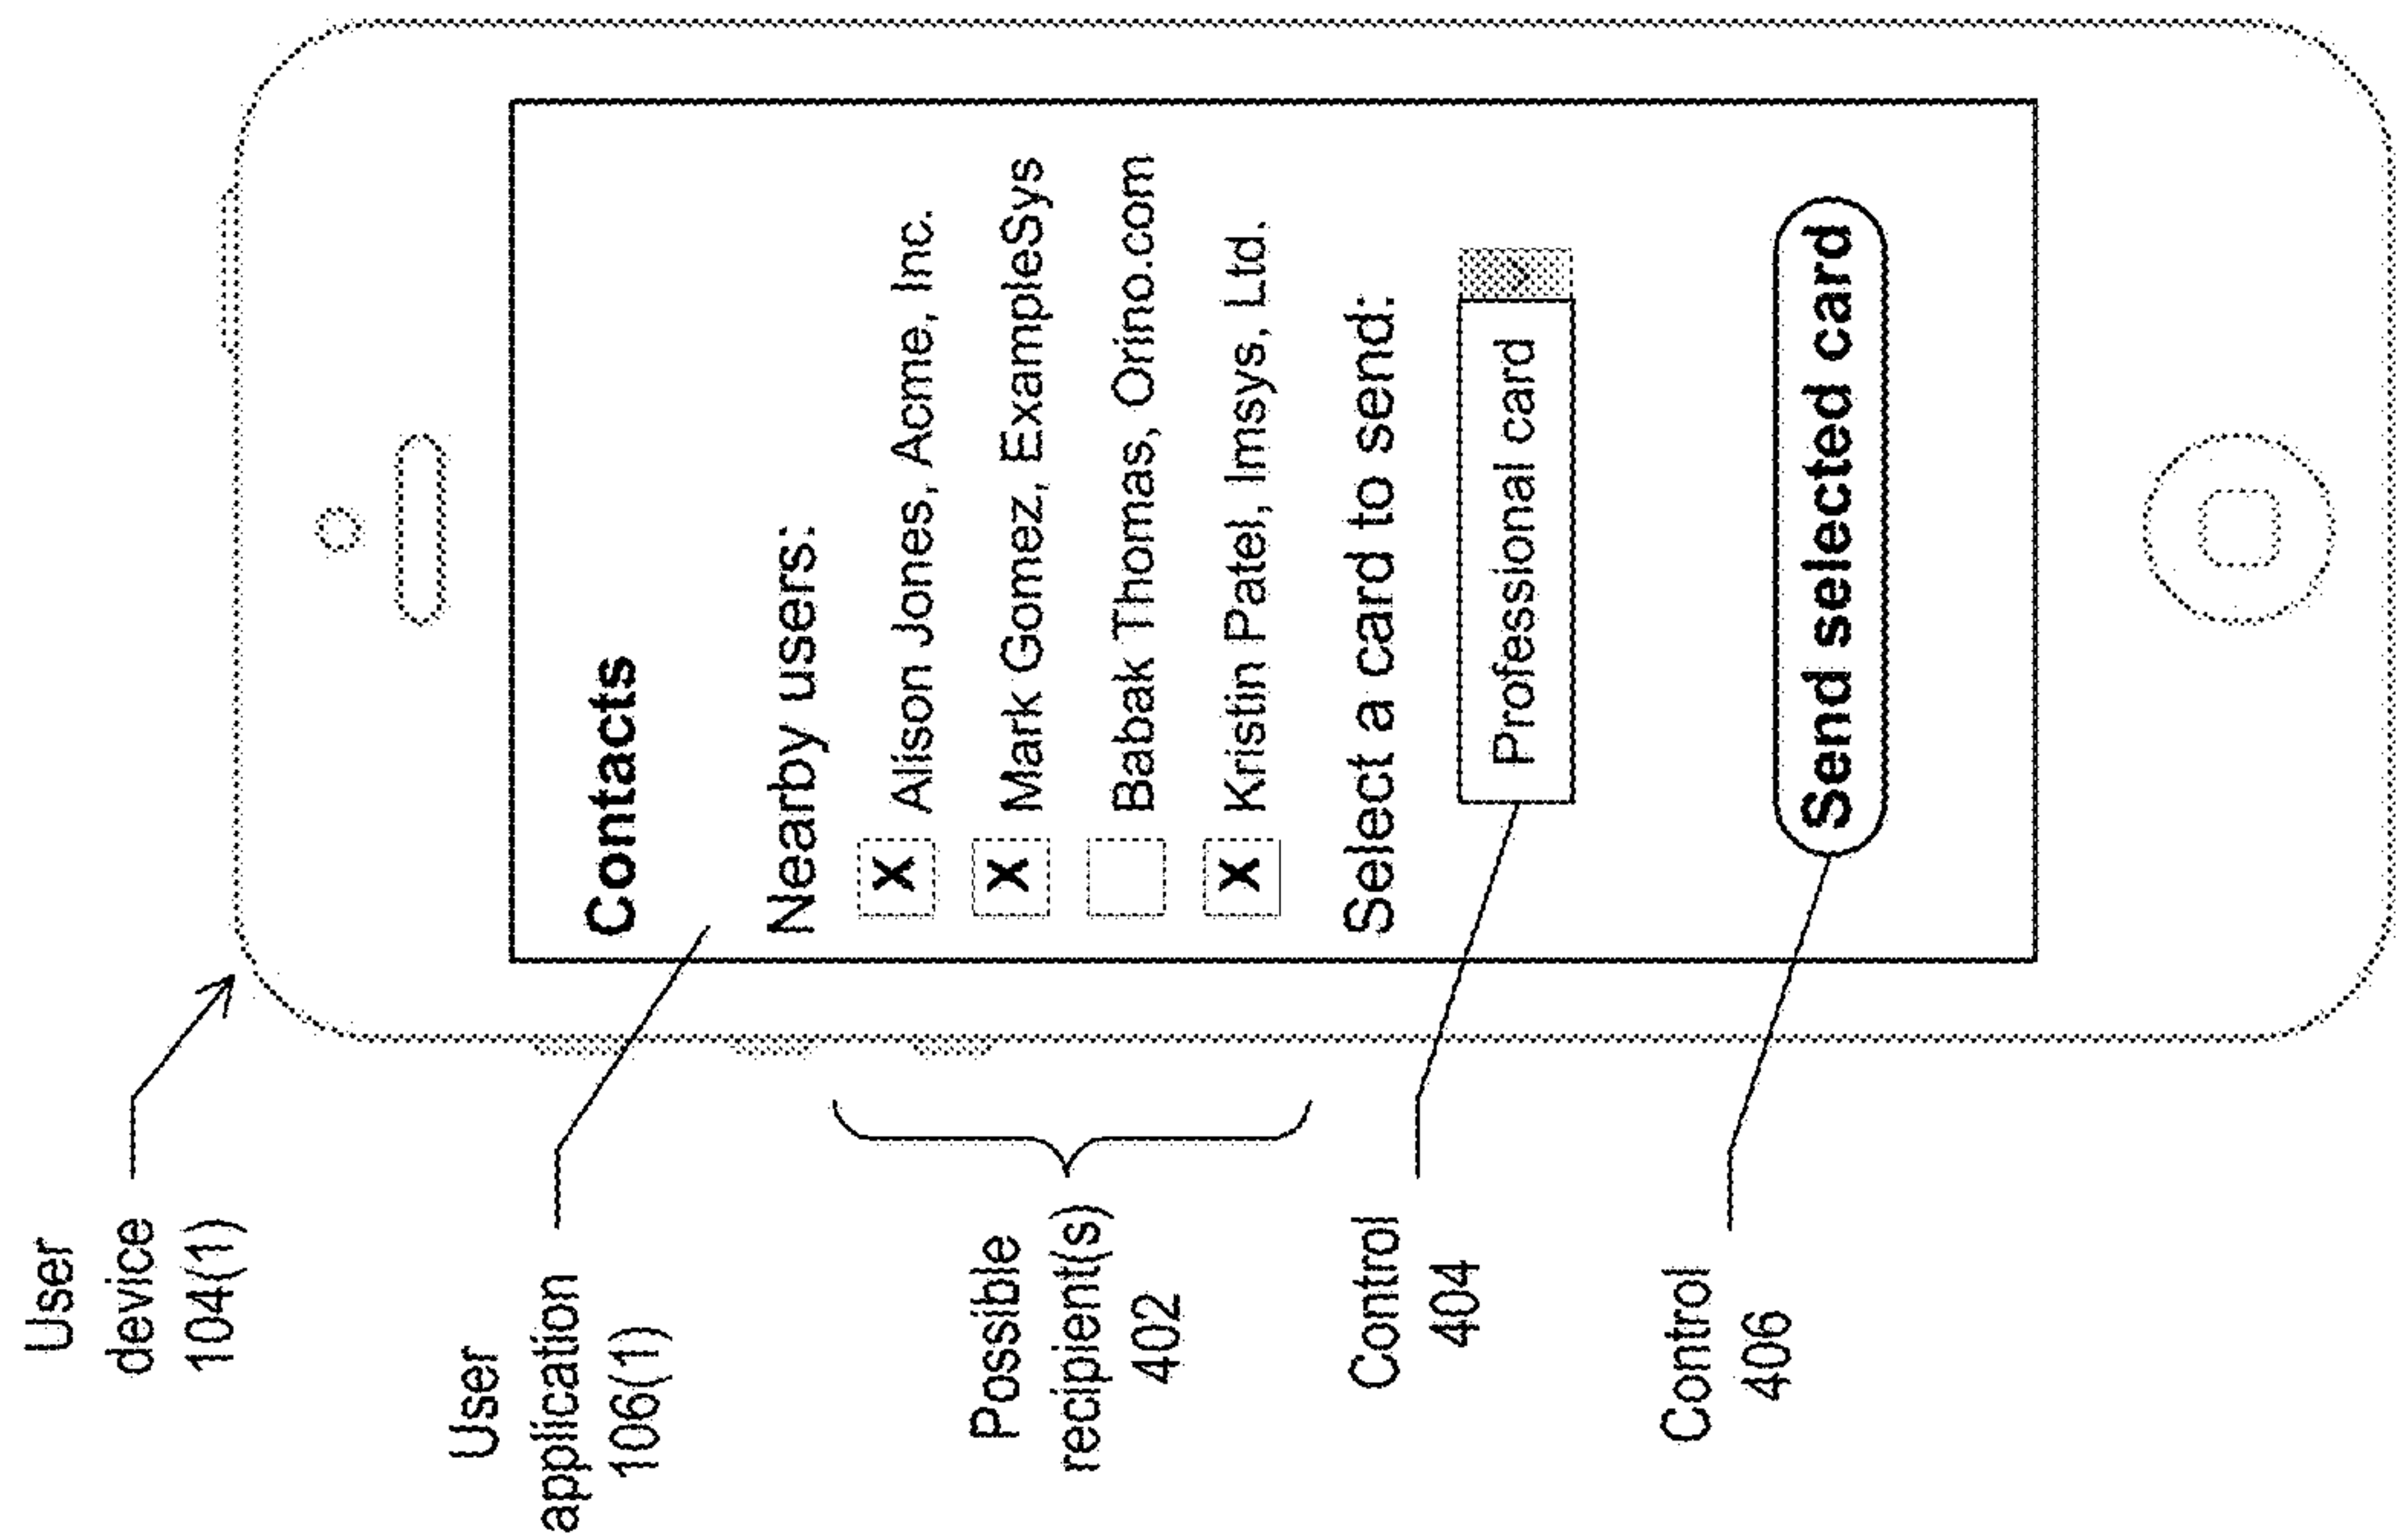 User
device
104(1)
User
application
106(1)
Possible
recipient(s)
402
Control
404
Control
406
Contacts
Nearby users:
X Alison Jones, Acme, Inc.
X Mark Gomez, ExampleSys
Babak Thomas, Orino.com
X Kristin Patel, Imsys, Ltd.
Select a card to send:
Professional card
Send selected card